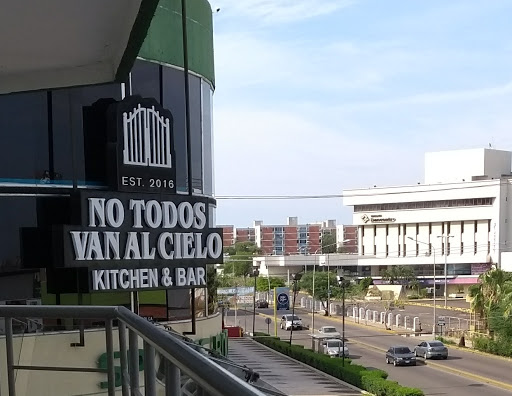 EST. 2016
NO TODOS
VAN AL CIELO
KITCHEN & BAR